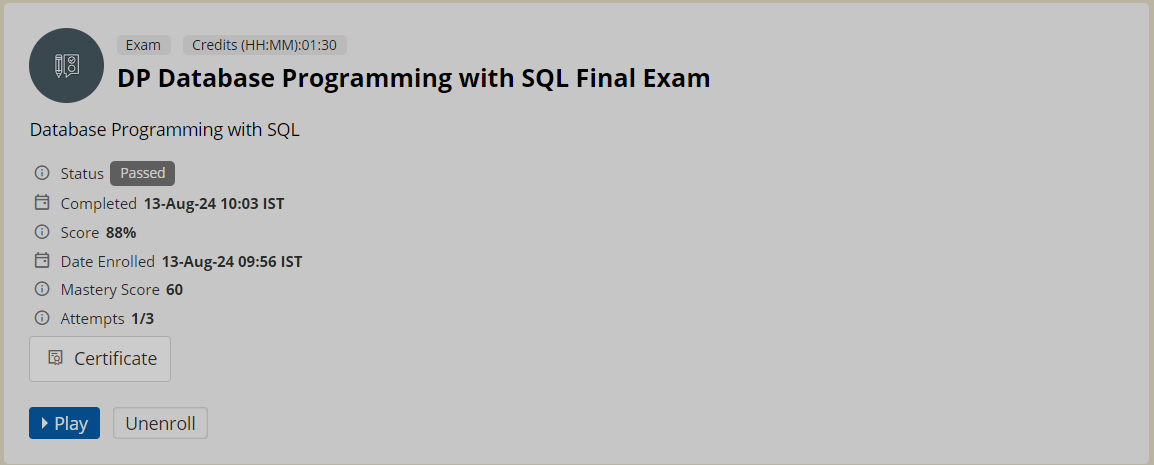 Exam Credits (HH:MM):01:30
DP Database Programming with SQL Final Exam
Database Programming with SQL
Status Passed
Completed 13-Aug-24 10:03 IST
Score 88%
Date Enrolled 13-Aug-24 09:56 IST
Mastery Score 60
Attempts 1/3
Certificate
Play Unenroll